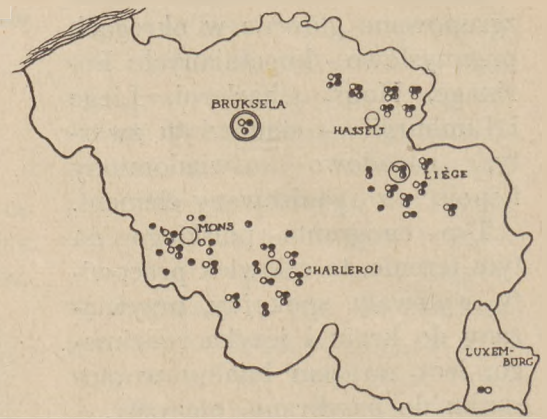 BRUKSELA
HASSELT
LIÈGE
MONS
CHARLEROI
LUXEM-
BURG